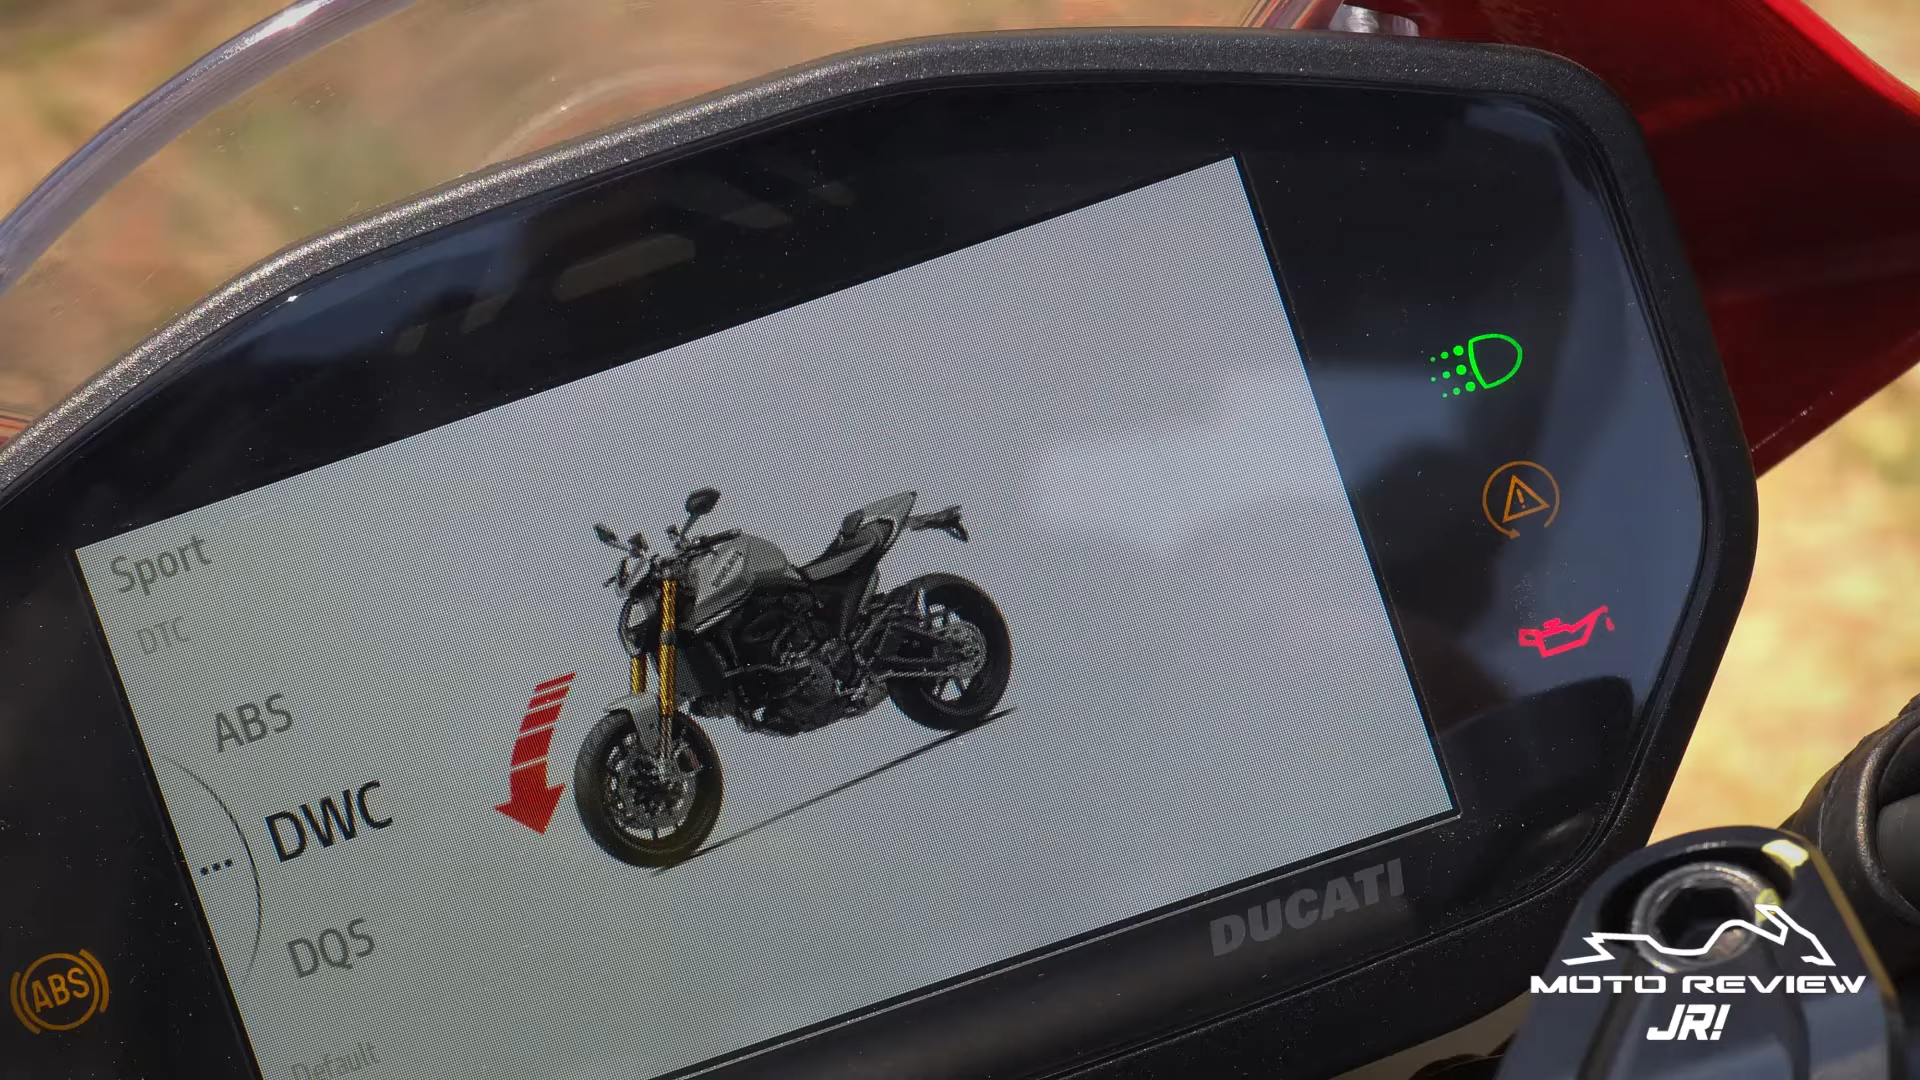 Sport
DTC
ABS
DWC
...
DQS
Default
ABS
DUCATI
MOTO REVIEW
JR!